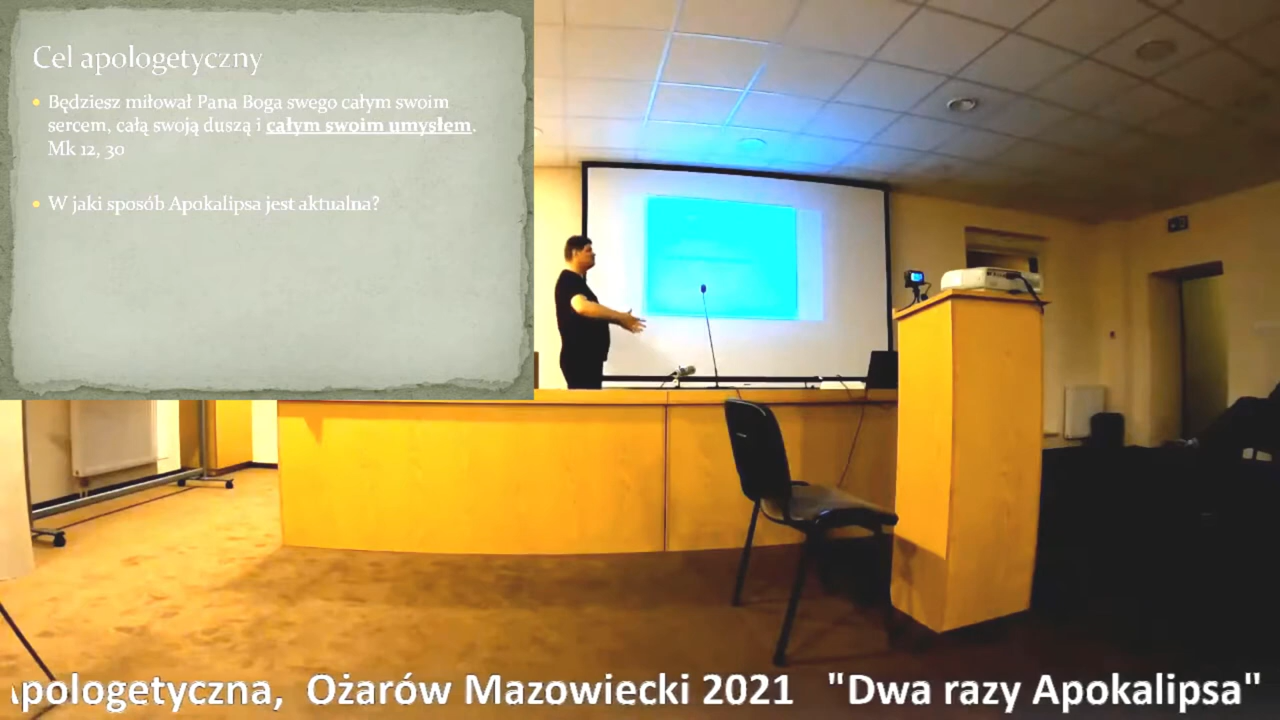 Cel apologetyczny
• Będziesz miłował Pana Boga swego całym swoim
sercem, całą swoją duszą i całym swoim umysłem.
Mk 12, 30
• W jaki sposób Apokalipsa jest aktualna?
pologetyczna, Ożarów Mazowiecki 2021 "Dwa razy Apokalipsa"